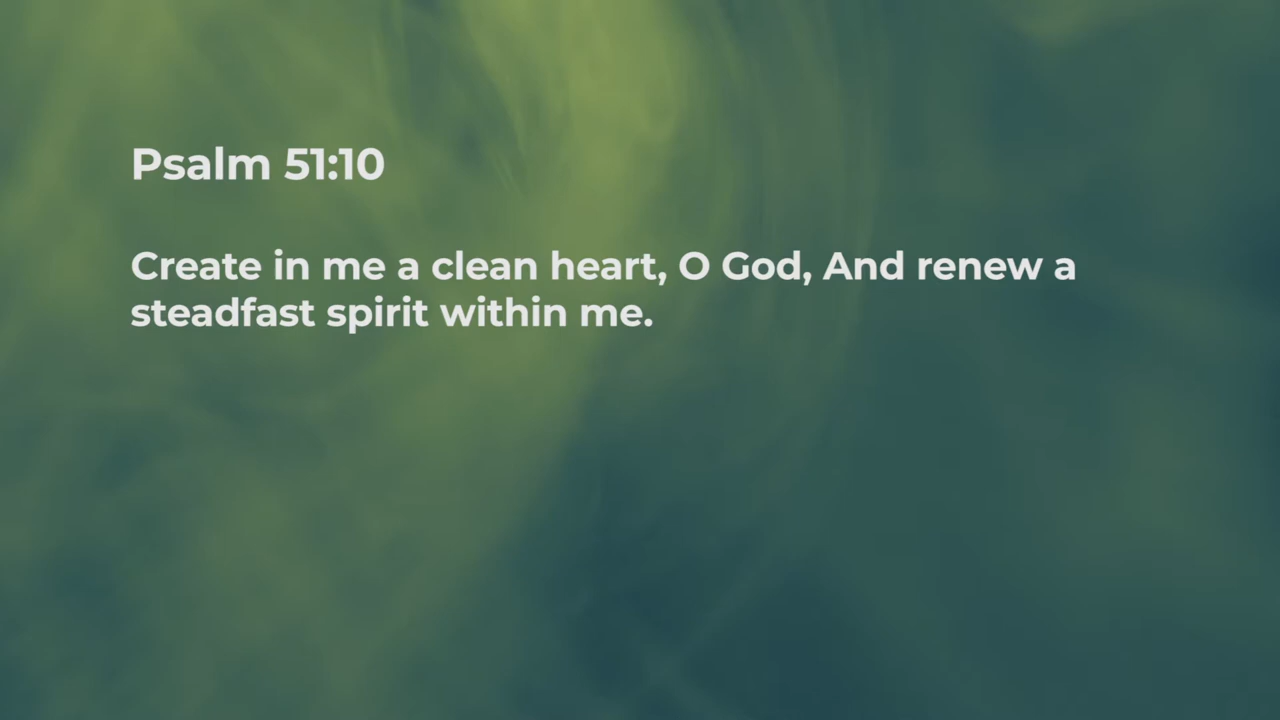 Psalm 51:10
Create in me a clean heart, O God, And renew a
steadfast spirit within me.